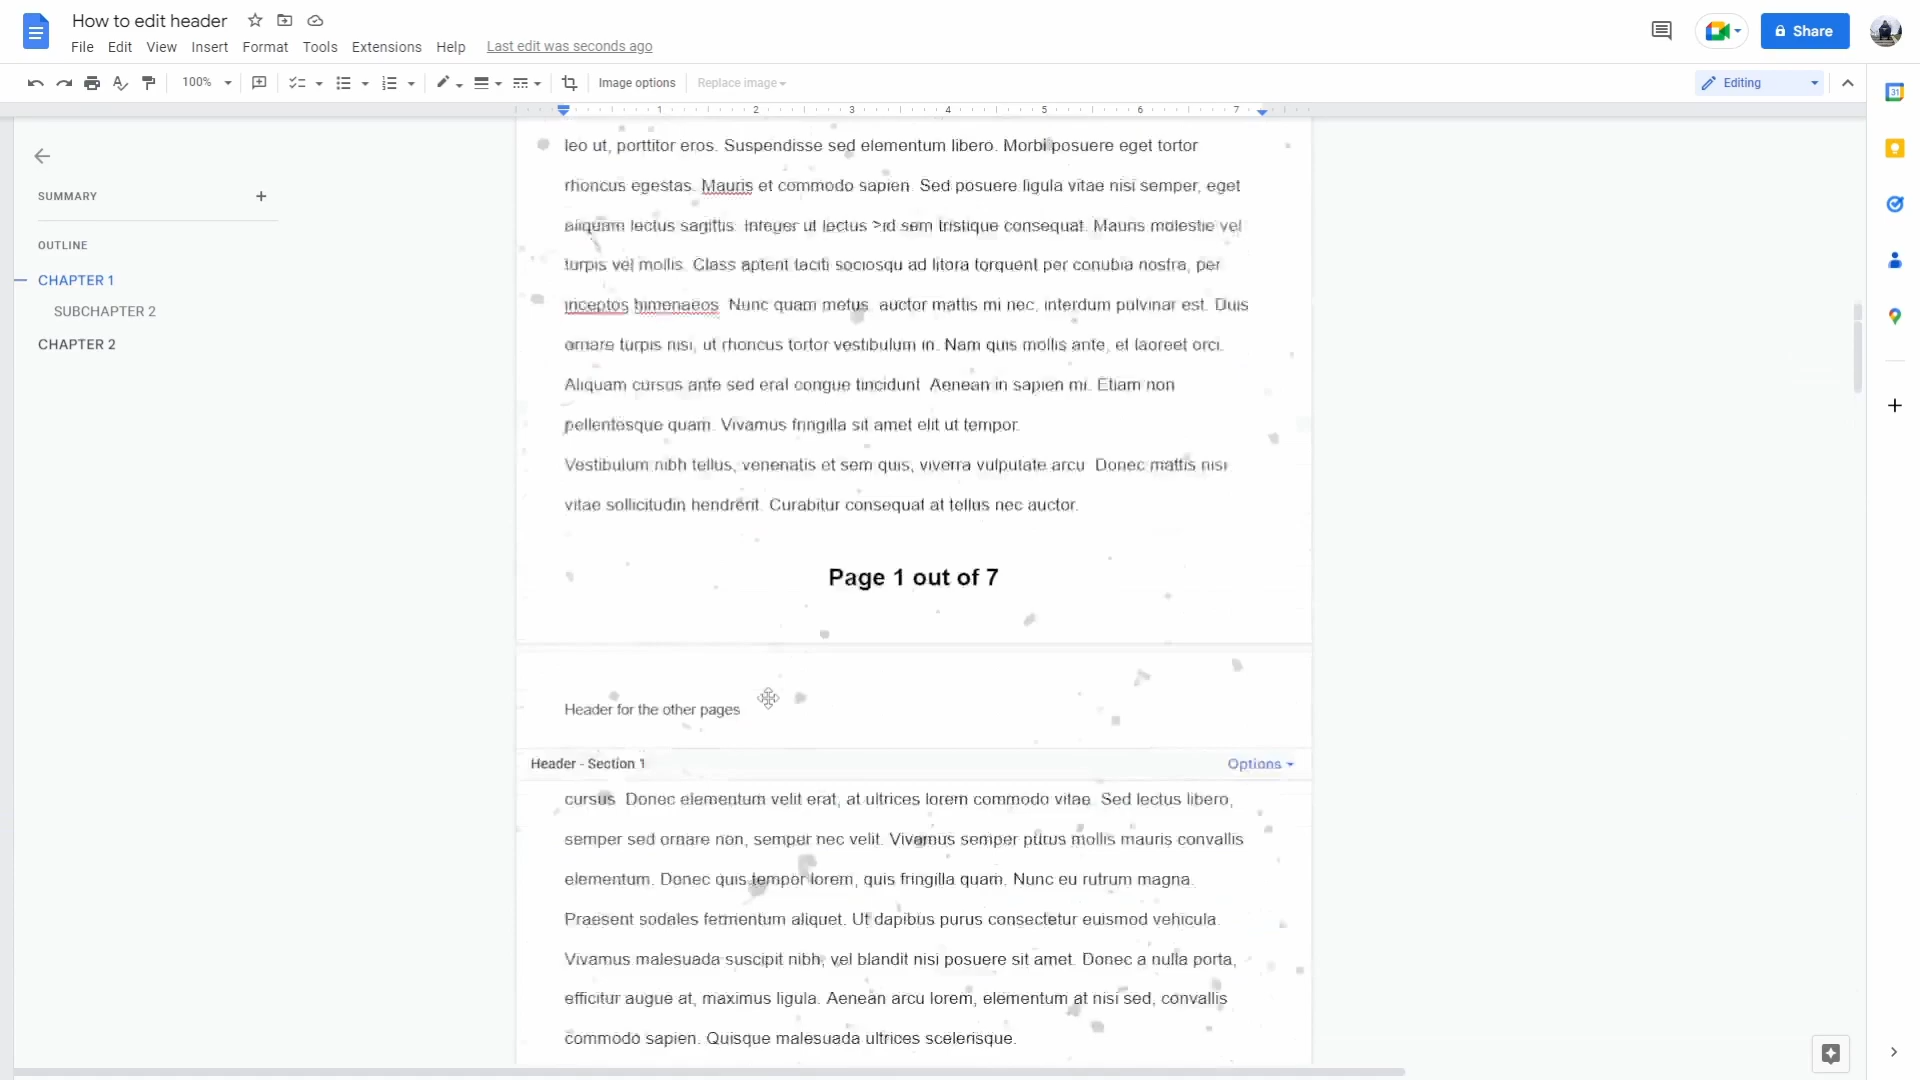 How to edit header
File Edit View Insert Format Tools Extensions Help Last edit was seconds ago
Share
100% Image options Replace image
Editing
31
1 2 3 4 5 6 7
SUMMARY
OUTLINE
CHAPTER 1
SUBCHAPTER 2
CHAPTER 2
leo ut, porttitor eros. Suspendisse sed elementum libero. Morbi posuere eget tortor
rhoncus egestas. Mauris et commodo sapien. Sed posuere ligula vitae nisi semper, eget
aliquam lectus sagittis. Integer ut lectus sem tristique consequat. Mauris molestie vel
turpis vel mollis. Class aptent taciti sociosqu ad litora torquent per conubia nostra, per
inceptos himenaeos. Nunc quam metus, auctor mattis mi nec, interdum pulvinar est. Duis
ornare turpis nisi, ut rhoncus tortor vestibulum in. Nam quis mollis ante, et laoreet orci.
Aliquam cursus ante sed erat congue tincidunt. Aenean in sapien mi. Etiam non
pellentesque quam. Vivamus fringilla sit amet elit ut tempor.
Vestibulum nibh tellus, venenatis et sem quis, viverra vulputate arcu. Donec mattis nisi
vitae sollicitudin hendrerit. Curabitur consequat at tellus nec auctor.
Page 1 out of 7
Header for the other pages
Header - Section 1 Options
cursus. Donec elementum velit erat, at ultrices lorem commodo vitae. Sed lectus libero,
semper sed ornare non, semper nec velit. Vivamus semper purus mollis mauris convallis
elementum. Donec quis tempor lorem, quis fringilla quam. Nunc eu rutrum magna.
Praesent sodales fermentum aliquet. Ut dapibus purus consectetur euismod vehicula.
Vivamus malesuada suscipit nibh, vel blandit nisi posuere sit amet. Donec a nulla porta,
efficitur augue at, maximus ligula. Aenean arcu lorem, elementum at nisi sed, convallis
commodo sapien. Quisque malesuada ultrices scelerisque.